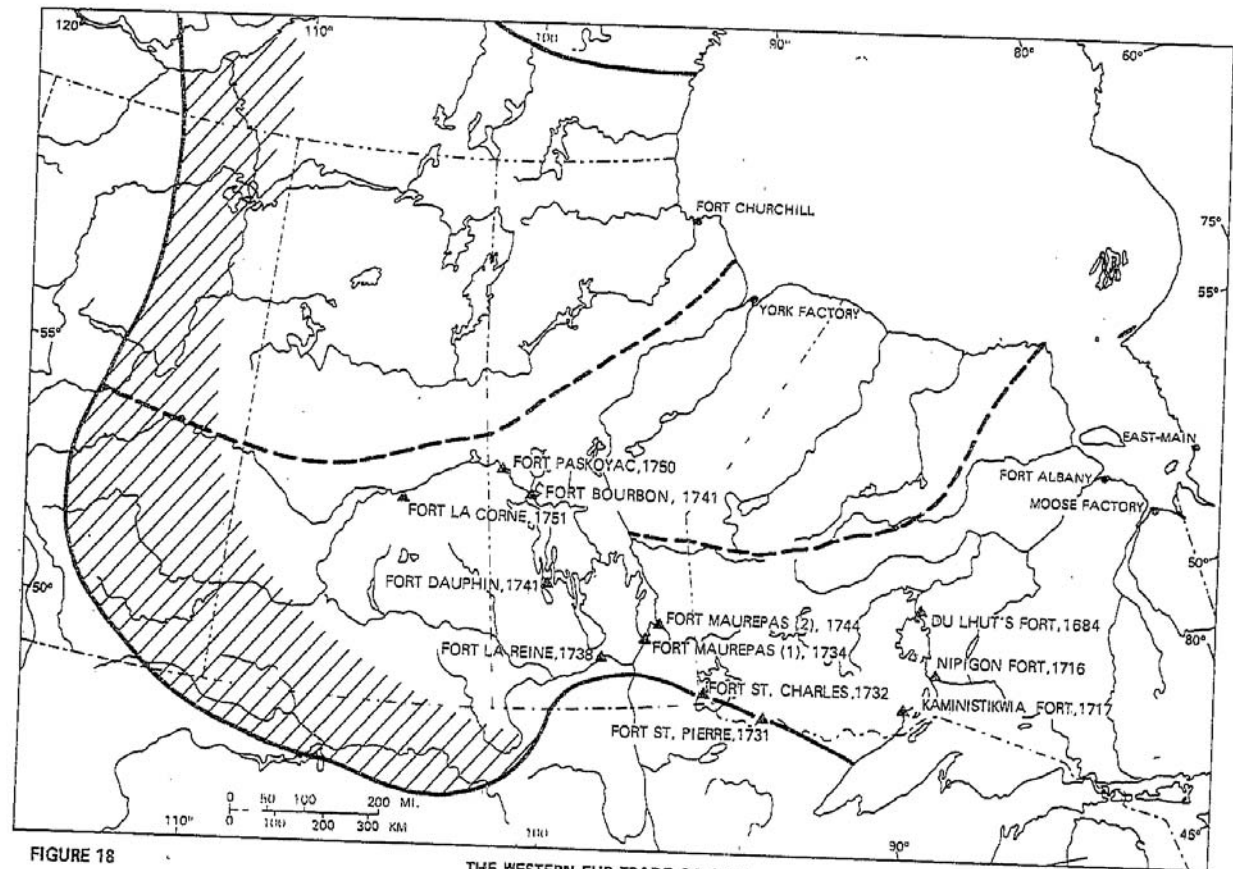 120°
110°
100
90°
80°
60°
FORT CHURCHILL
75°
YORK FACTORY
55°
55°
EAST-MAIN
FORT PASKOYAC, 1750
FORT ALBANY
FORT BOURBON, 1741
MOOSE FACTORY
FORT LA CORNE, 1751
50°
FORT DAUPHIN, 1741
50°
FORT MAUREPAS (2), 1744
DU LHUT'S FORT, 1684
80°
FORT MAUREPAS (1), 1734
FORT LA REINE, 1738
NIPIGON FORT, 1716
FORT ST. CHARLES, 1732
KAMINISTIKWIA FORT, 1717
FORT ST. PIERRE, 1731
0 50 100 200 MI.
0 100 200 300 KM
110°
100
90°
45°
FIGURE 18
THE WESTERN FUR TRADE